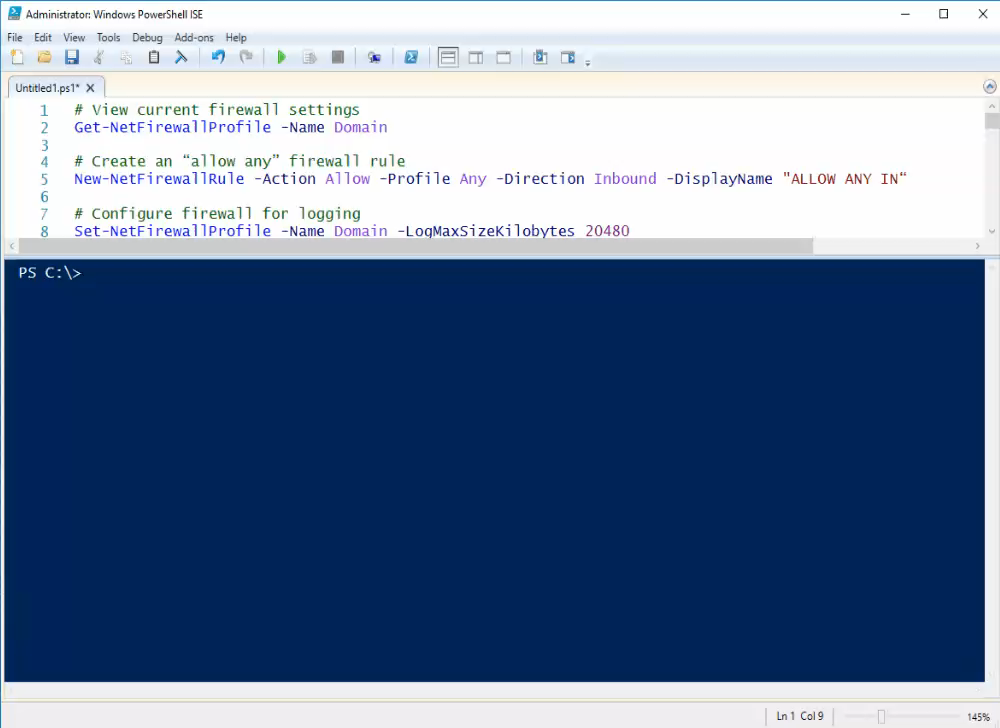 Administrator: Windows PowerShell ISE
File Edit View Tools Debug Add-ons Help
Untitled1.ps1* X
1 # View current firewall settings
2 Get-NetFirewallProfile -Name Domain
3
4 # Create an “allow any” firewall rule
5 New-NetFirewallRule -Action Allow -Profile Any -Direction Inbound -DisplayName "ALLOW ANY IN“
6
7 # Configure firewall for logging
8 Set-NetFirewallProfile -Name Domain -LogMaxSizeKilobytes 20480
PS C:\>
Ln 1 Col 9 145%